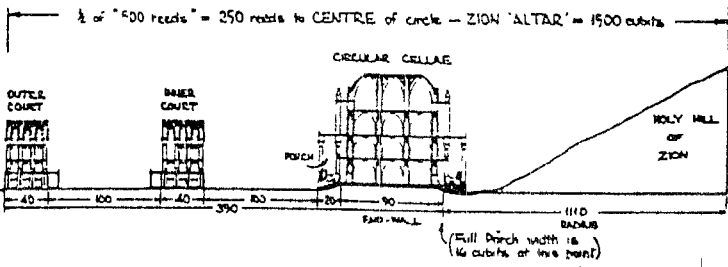 ½ of "500 reeds" = 250 reeds to CENTRE of circle — ZION 'ALTAR' = 1500 cubits
CIRCULAR CELLAE
OUTER
COURT
INNER
COURT
HOLY HILL
OF
ZION
PORCH
40 100 40 100 20 90
390
1110
RADIUS
END-WALL
(Full Porch width is
16 cubits at this point)